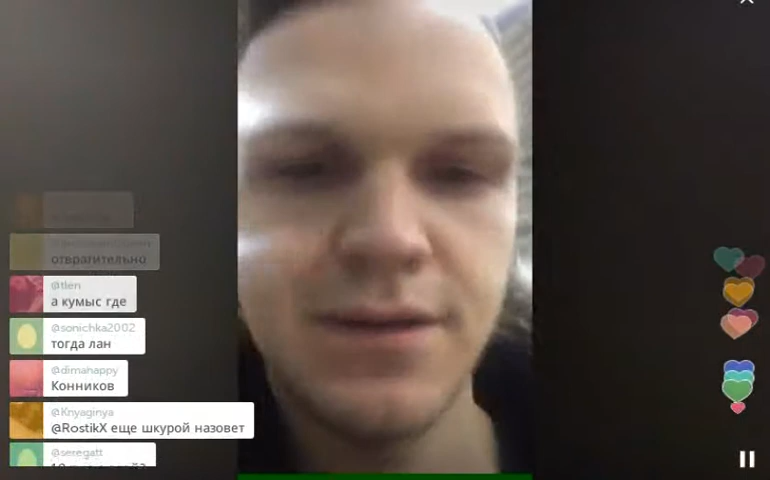 отвратительно
@tlen
а кумыс где
@sonichka2002
тогда лан
@dimahappy
Конников
@Knyaginya
@RostikX еще шкурой назовет
@seregatt